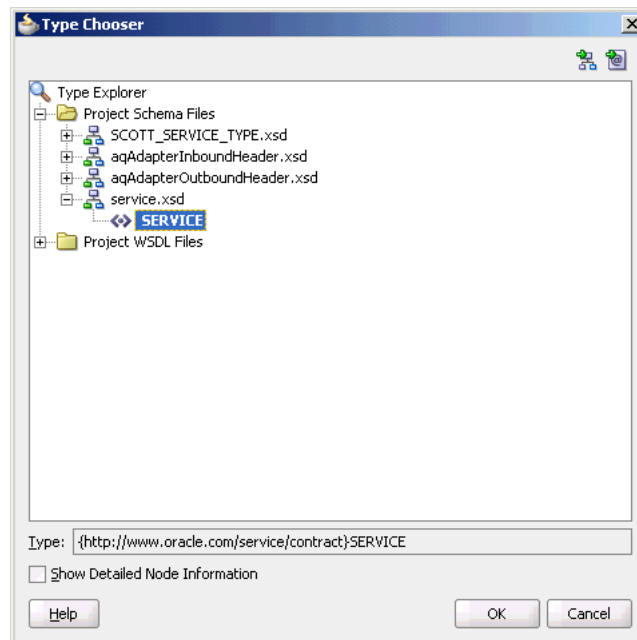 Type Chooser
Type Explorer
Project Schema Files
SCOTT_SERVICE_TYPE.xsd
aqAdapterInboundHeader.xsd
aqAdapterOutboundHeader.xsd
service.xsd
SERVICE
Project WSDL Files
Type: {http://www.oracle.com/service/contract}SERVICE
Show Detailed Node Information
Help OK Cancel